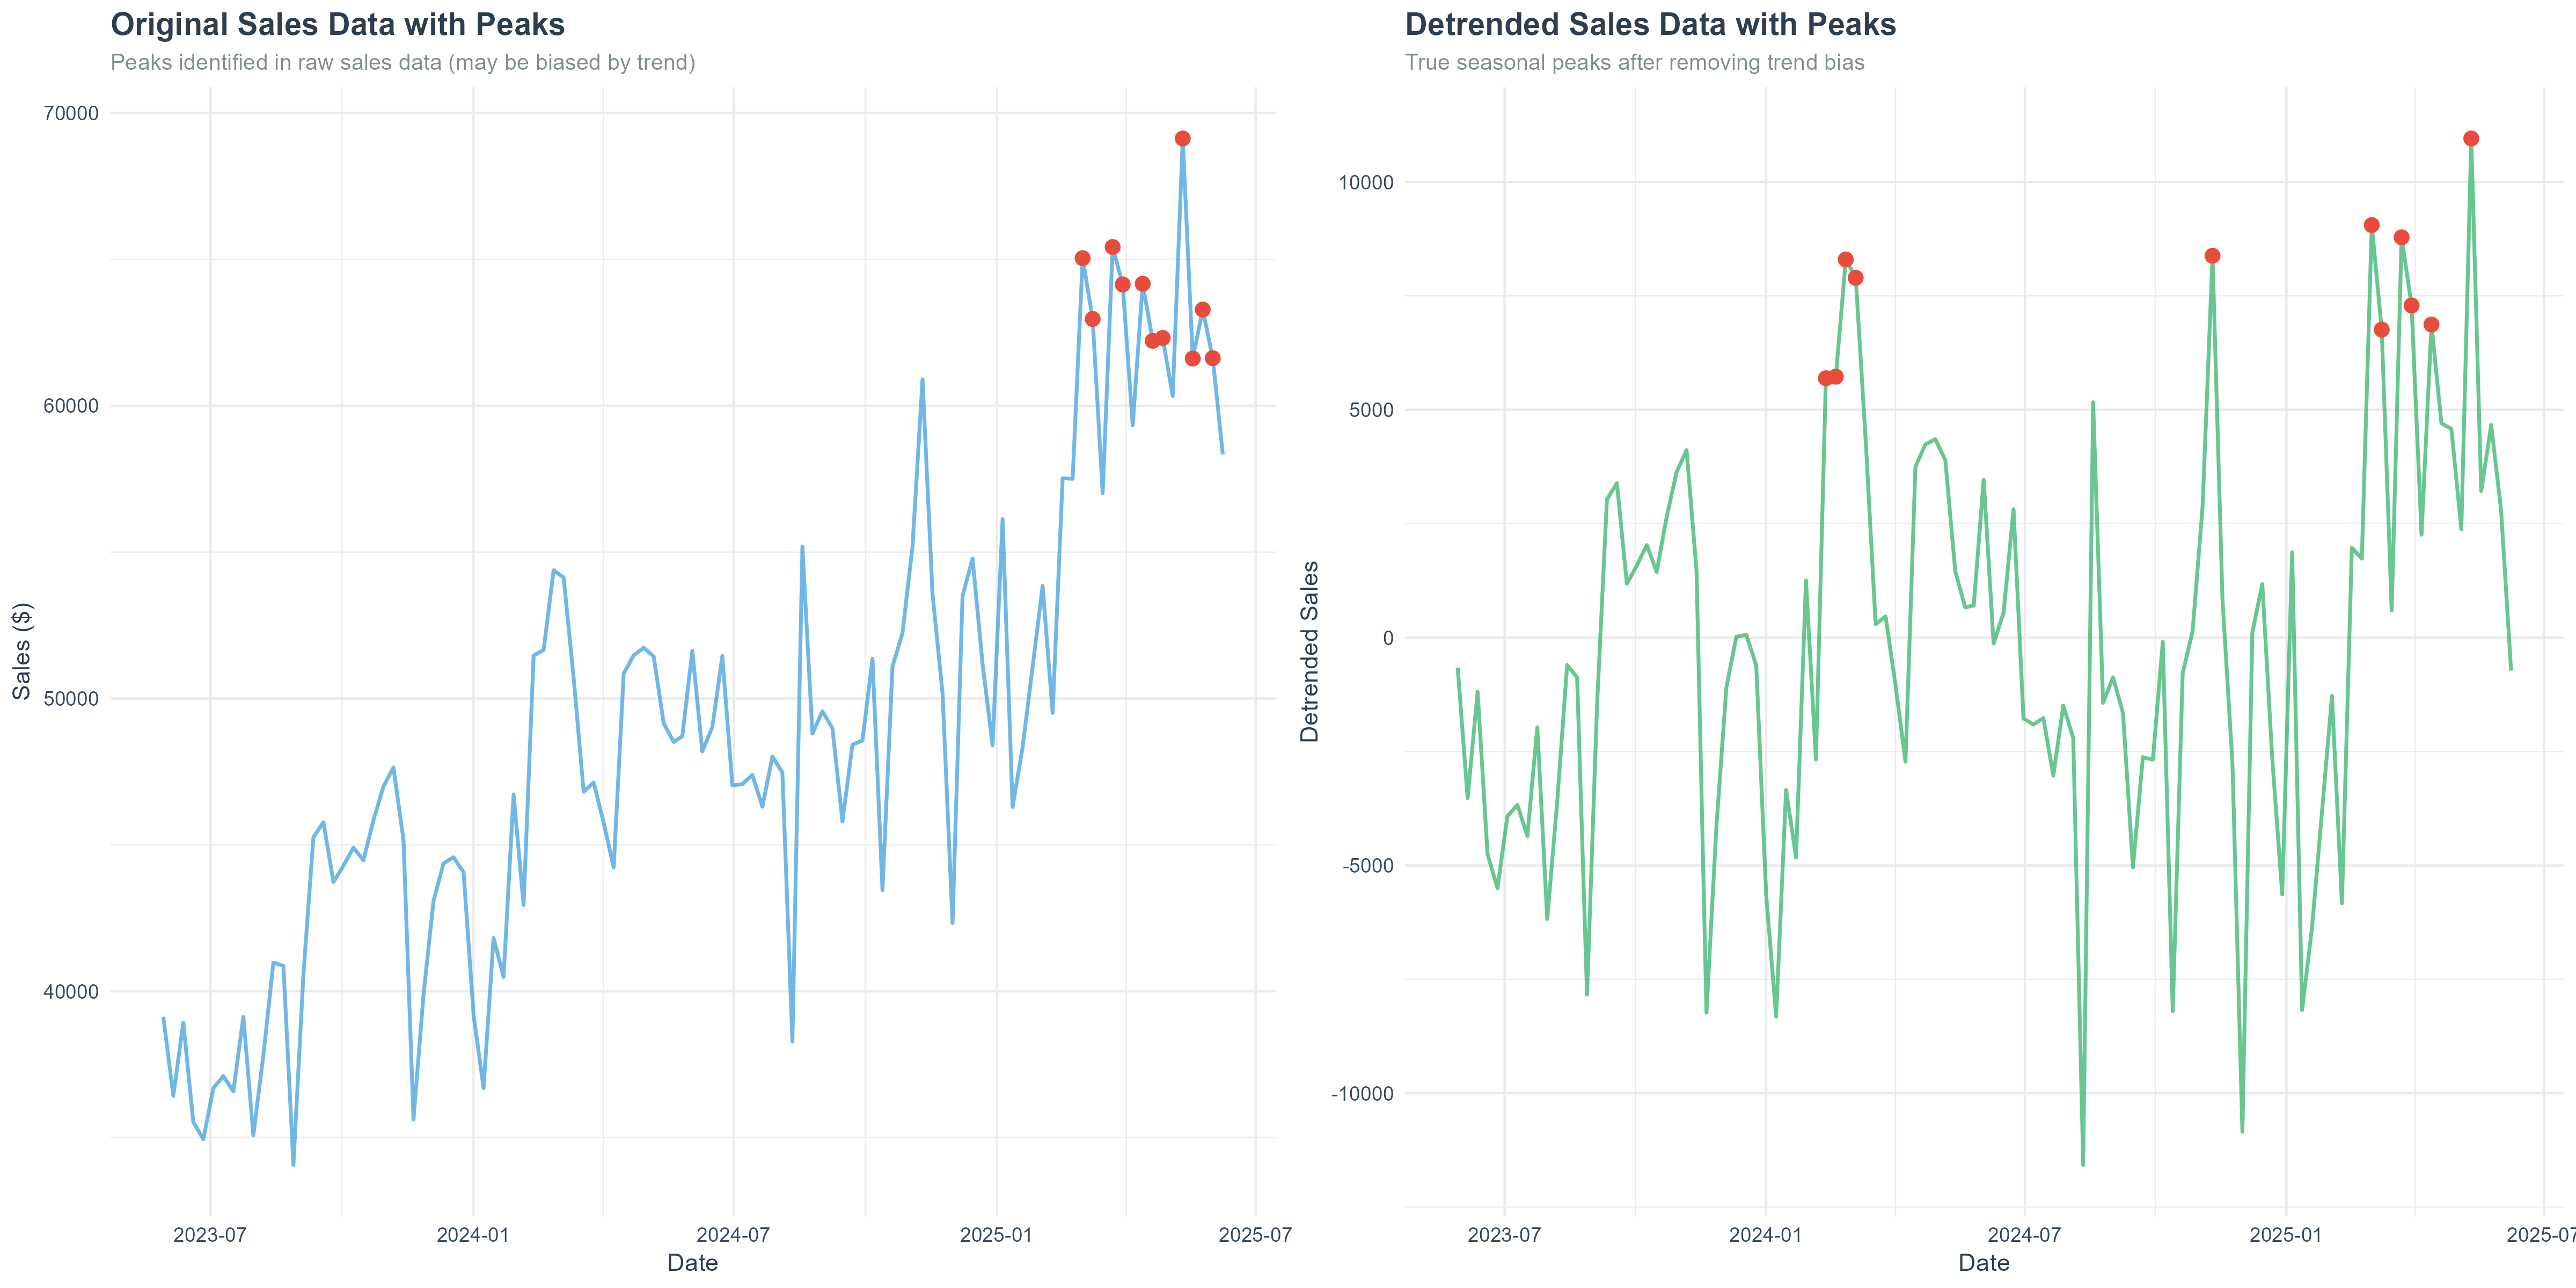 Original Sales Data with Peaks
Peaks identified in raw sales data (may be biased by trend)
Sales ($)
70000
60000
50000
40000
2023-07
2024-01
2024-07
2025-01
2025-07
Date
Detrended Sales Data with Peaks
True seasonal peaks after removing trend bias
Detrended Sales
10000
5000
0
-5000
-10000
2023-07
2024-01
2024-07
2025-01
2025-07
Date